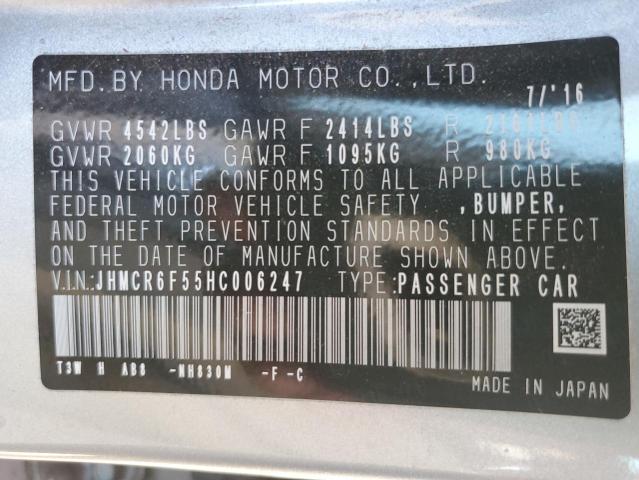 MFD. BY HONDA MOTOR CO., LTD.
7/'16
GVWR 4542LBS GAWR F 2414LBS R
GVWR 2060KG GAWR F 1095KG R 980KG
THIS VEHICLE CONFORMS TO ALL APPLICABLE
FEDERAL MOTOR VEHICLE SAFETY, BUMPER,
AND THEFT PREVENTION STANDARDS IN EFFECT
ON THE DATE OF MANUFACTURE SHOWN ABOVE.
V.I.N: JHMCR6F55HC006247 TYPE: PASSENGER CAR
T3W H AB8 -NH830M -F -C
MADE IN JAPAN